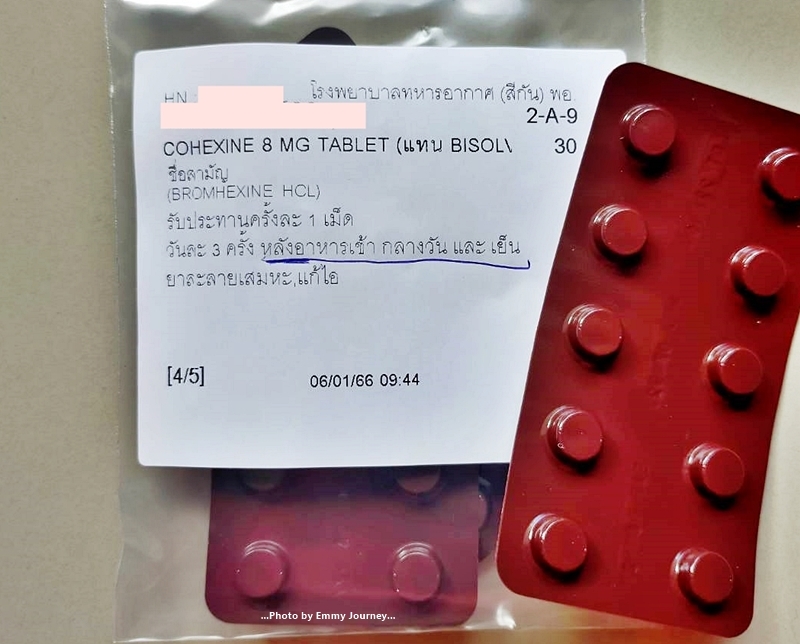 HN โรงพยาบาลทหารอากาศ (สีกัน) พอ.
2-A-9
COHEXINE 8 MG TABLET (แทน BISOLV 30
ชื่อสามัญ
(BROMHEXINE HCL)
รับประทานครั้งละ 1 เม็ด
วันละ 3 ครั้ง หลังอาหารเช้า กลางวัน และ เย็น
ยาละลายเสมหะ,แก้ไอ
[4/5] 06/01/66 09:44
...Photo by Emmy Journey...